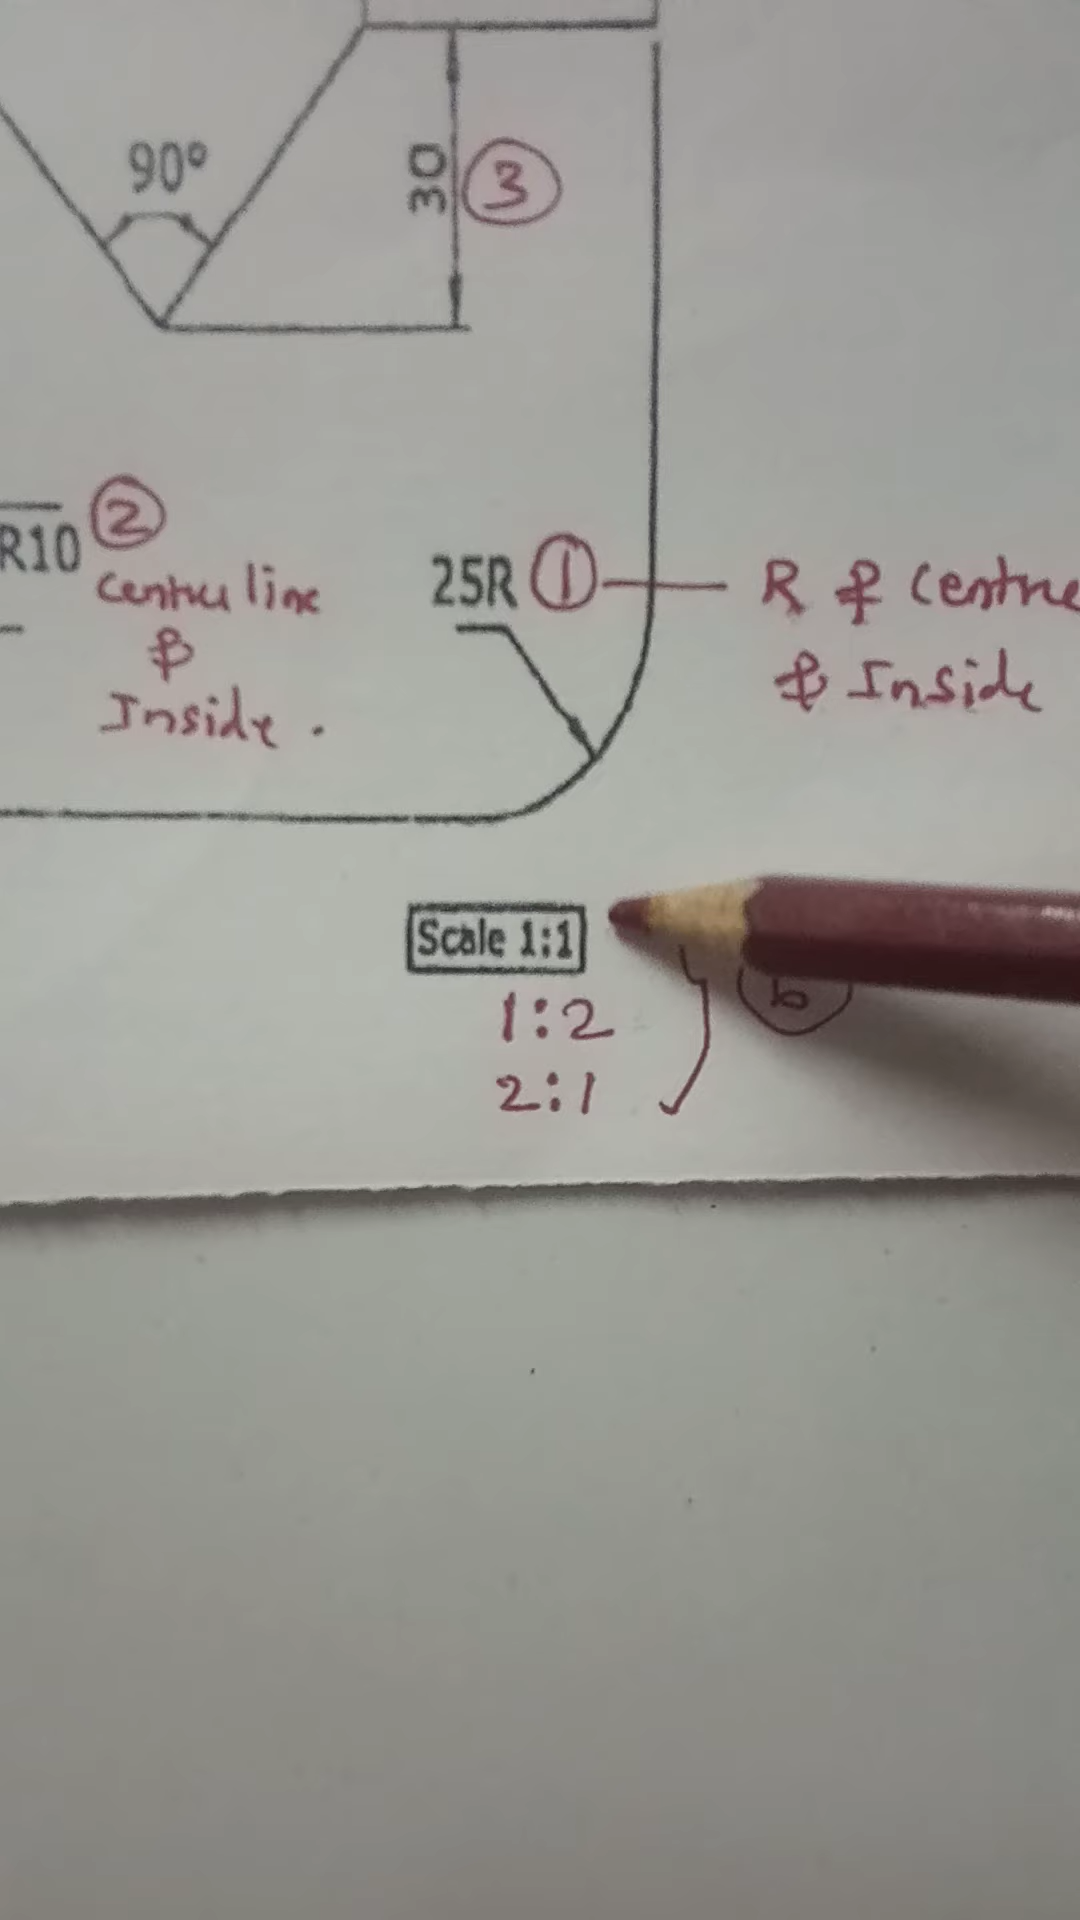 90°
30
3
R10
2
Centre line
&
Inside.
25R
1
R & Centre
& Inside
Scale 1:1
1:2
2:1